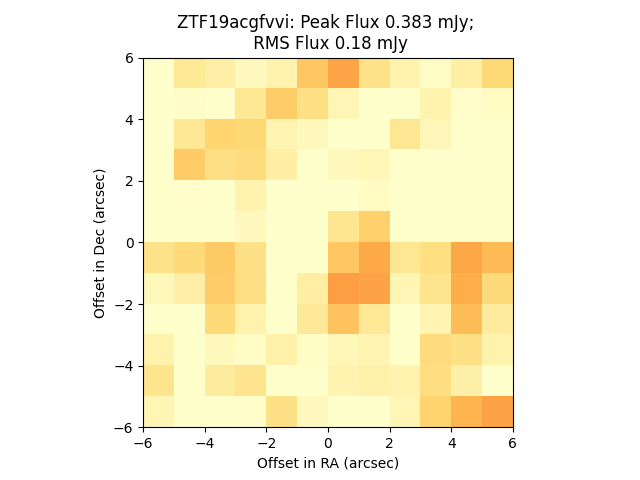 ZTF19acgfvvi: Peak Flux 0.383 mJy;
RMS Flux 0.18 mJy
6
4
2
0
−2
−4
−6
Offset in Dec (arcsec)
−6 −4 −2 0 2 4 6
Offset in RA (arcsec)